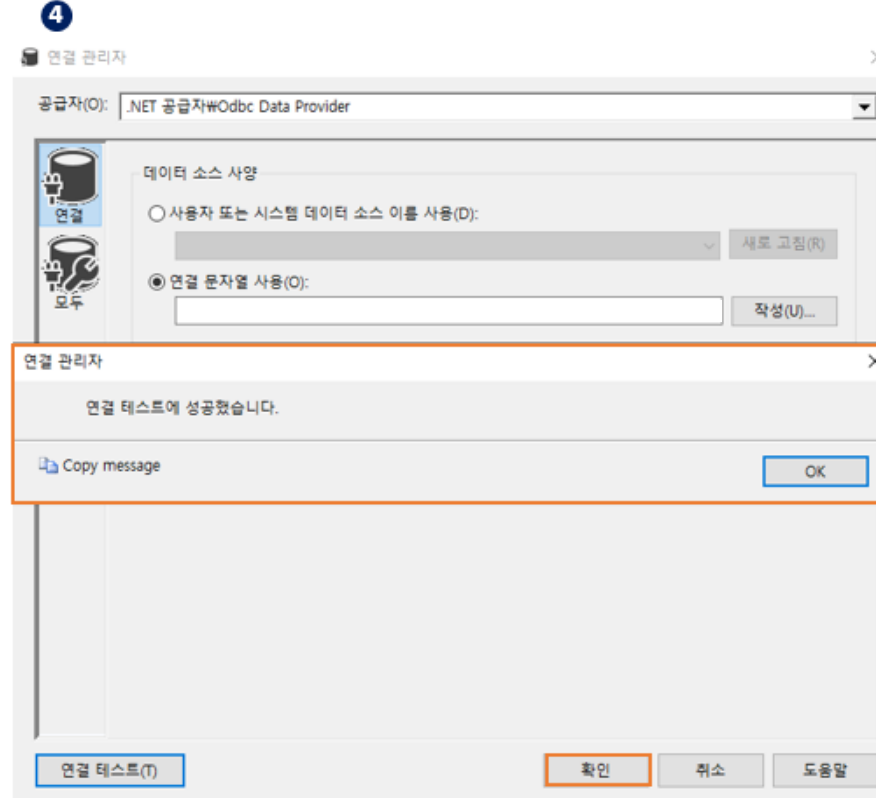 4
연결 관리자
공급자(O): .NET 공급자₩Odbc Data Provider
연결
모두
데이터 소스 사양
사용자 또는 시스템 데이터 소스 이름 사용(D):
새로 고침(R)
연결 문자열 사용(O):
작성(U)...
연결 관리자
연결 테스트에 성공했습니다.
Copy message
OK
연결 테스트(T)
확인
취소
도움말